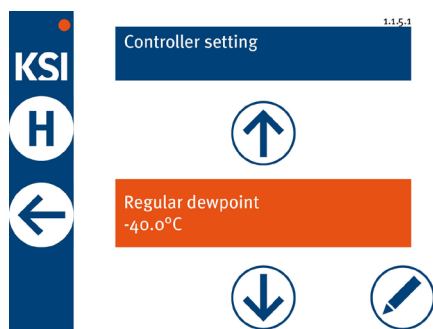 1.1.5.1
Controller setting
KSI
H
Regular dewpoint
-40.0°C